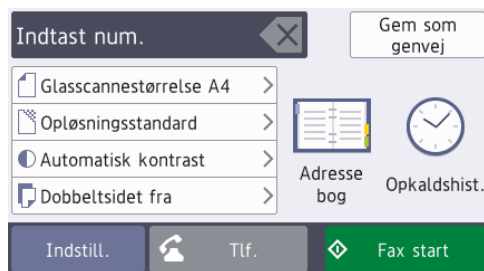 Indtast num.
Gem som
genvej
Glasscannestørrelse A4
Opløsningsstandard
Automatisk kontrast
Dobbeltsidet fra
Adresse
bog
Opkaldshist.
Indstill.
Tlf.
Fax start